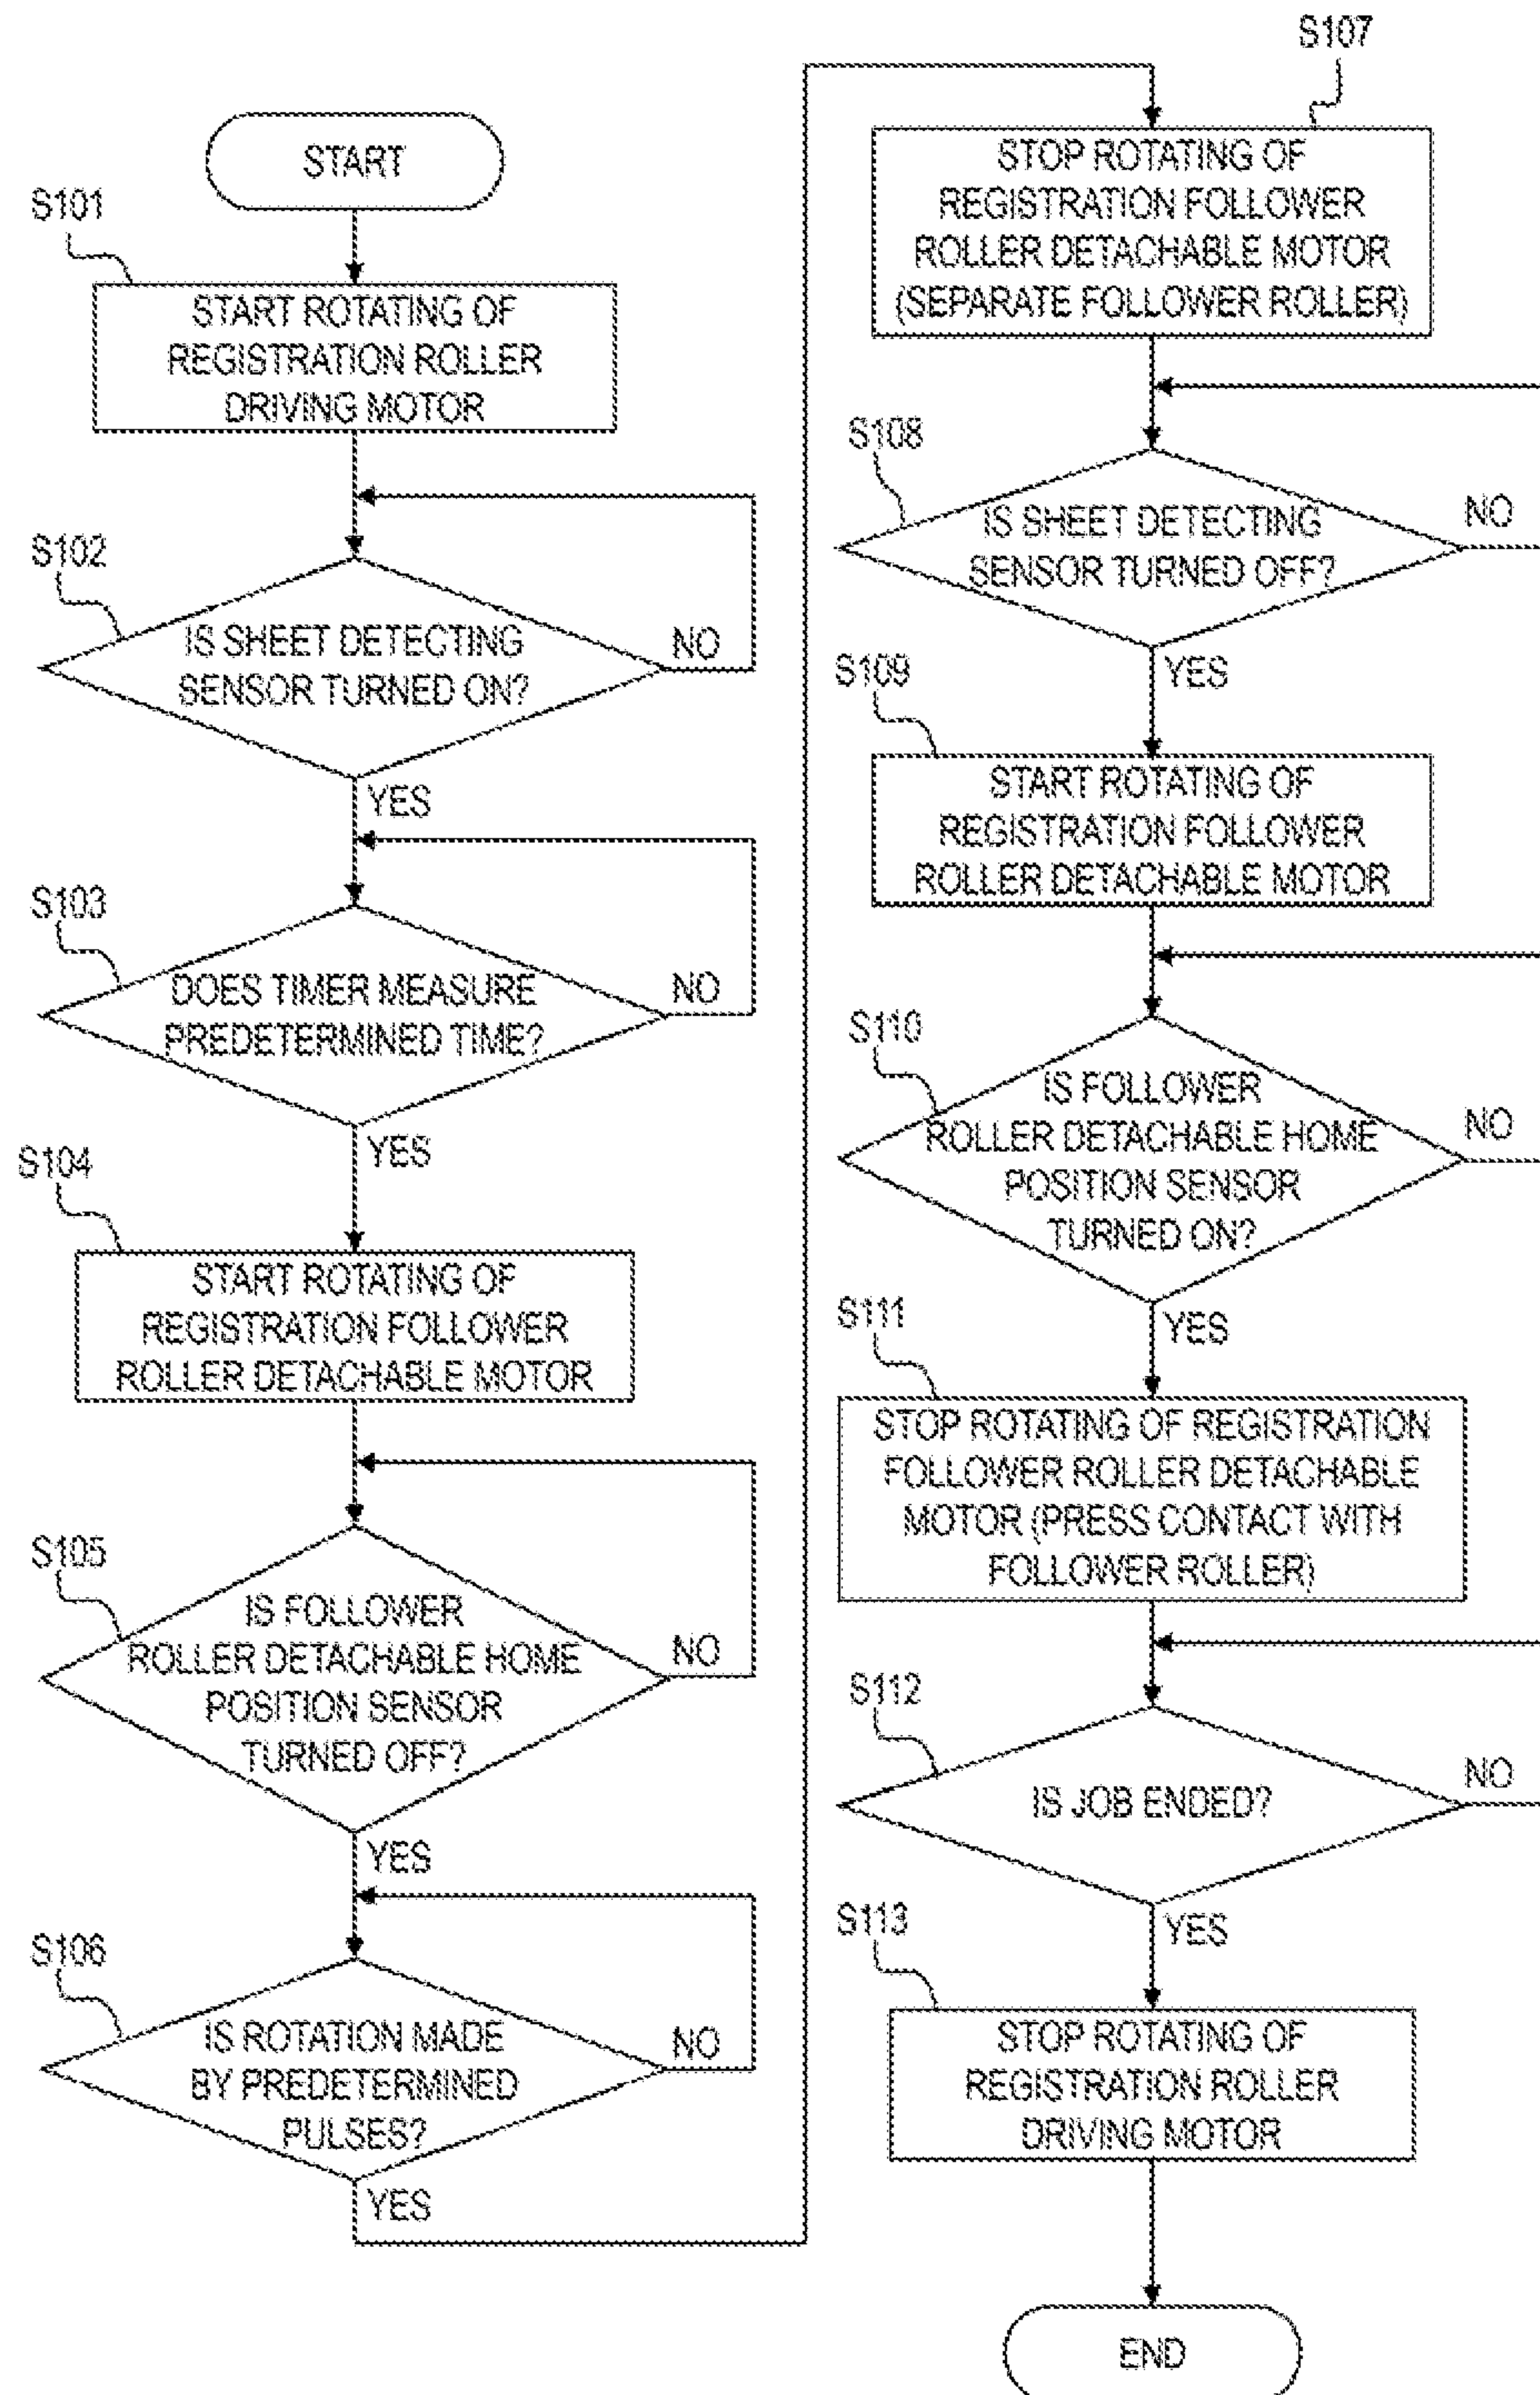 START
S101
START ROTATING OF
REGISTRATION ROLLER
DRIVING MOTOR
S102
IS SHEET DETECTING
SENSOR TURNED ON?
NO
YES
S103
DOES TIMER MEASURE
PREDETERMINED TIME?
NO
YES
S104
START ROTATING OF
REGISTRATION FOLLOWER
ROLLER DETACHABLE MOTOR
S105
IS FOLLOWER
ROLLER DETACHABLE HOME
POSITION SENSOR
TURNED OFF?
NO
YES
S106
IS ROTATION MADE
BY PREDETERMINED
PULSES?
NO
YES
S107
STOP ROTATING OF
REGISTRATION FOLLOWER
ROLLER DETACHABLE MOTOR
(SEPARATE FOLLOWER ROLLER)
S108
IS SHEET DETECTING
SENSOR TURNED OFF?
NO
YES
S109
START ROTATING OF
REGISTRATION FOLLOWER
ROLLER DETACHABLE MOTOR
S110
IS FOLLOWER
ROLLER DETACHABLE HOME
POSITION SENSOR
TURNED ON?
NO
YES
S111
STOP ROTATING OF REGISTRATION
FOLLOWER ROLLER DETACHABLE
MOTOR (PRESS CONTACT WITH
FOLLOWER ROLLER)
S112
IS JOB ENDED?
NO
YES
S113
STOP ROTATING OF
REGISTRATION ROLLER
DRIVING MOTOR
END